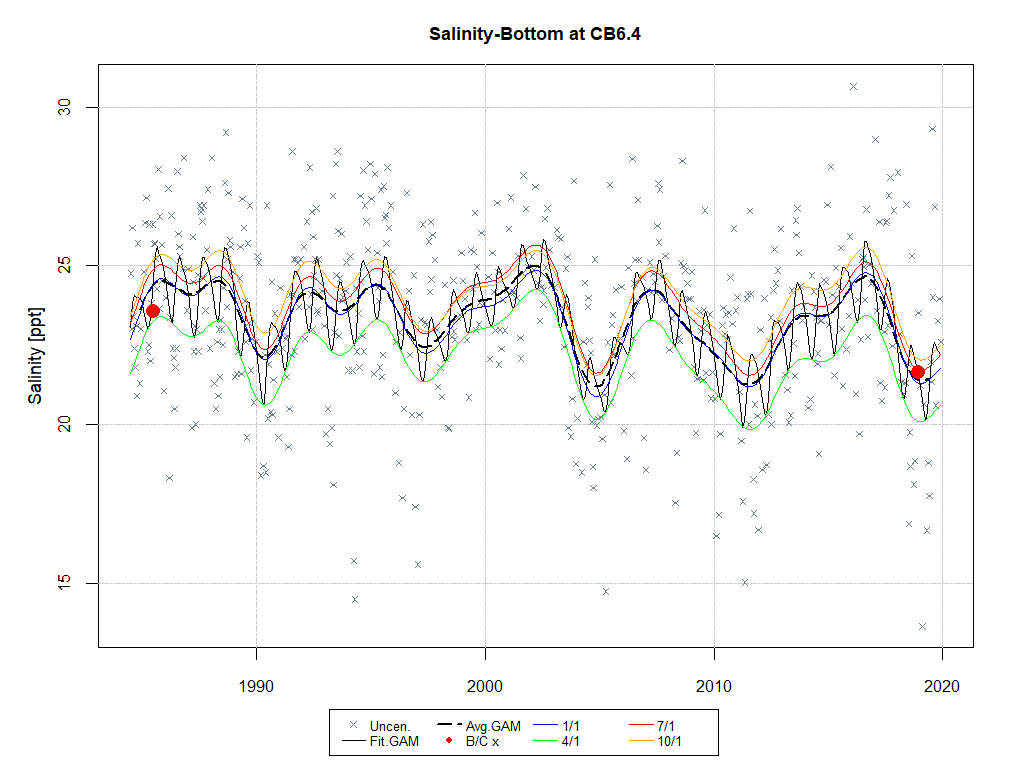 Salinity-Bottom at CB6.4
Salinity [ppt]
30
25
20
15
1990 2000 2010 2020
Uncen. Avg.GAM 1/1 7/1
Fit.GAM B/C x 4/1 10/1